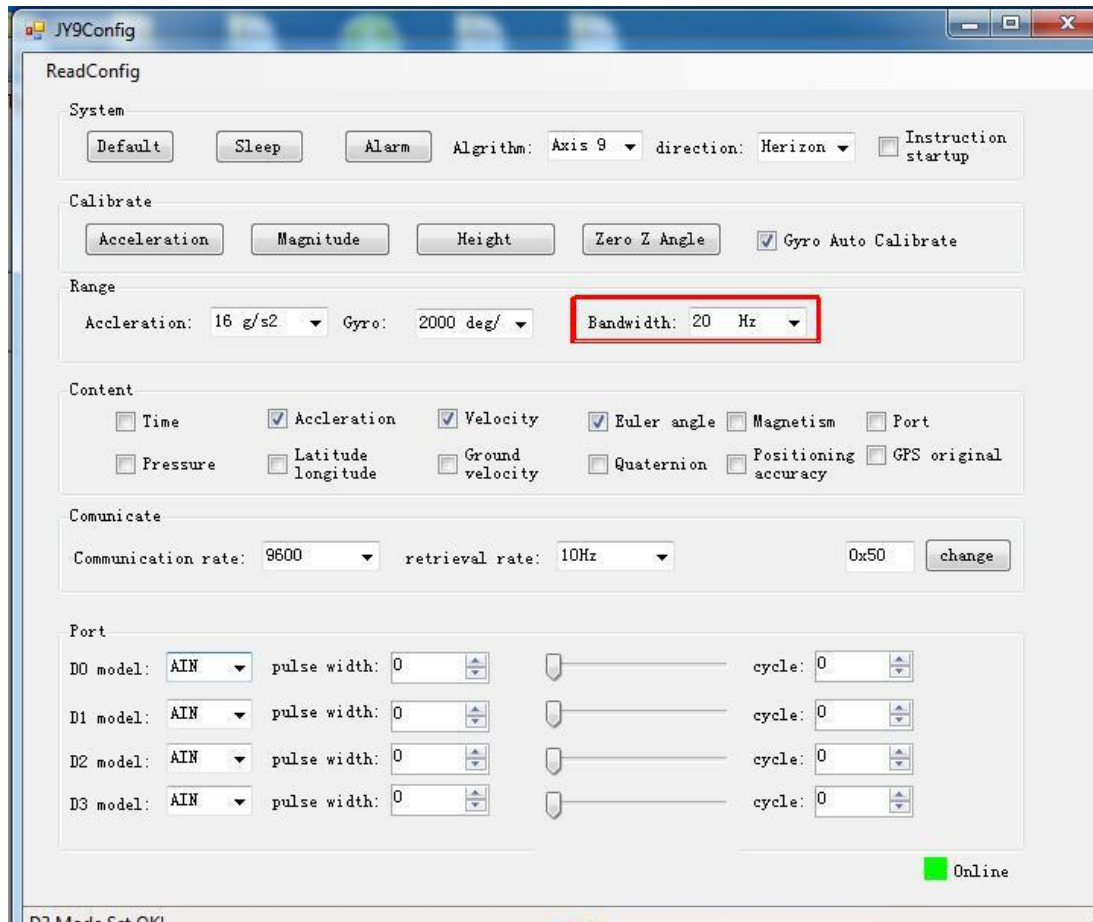 JY9Config
ReadConfig
System
Default Sleep Alarm Algrithm: Axis 9 direction: Herizon Instruction startup
Calibrate
Acceleration Magnitude Height Zero Z Angle Gyro Auto Calibrate
Range
Accleration: 16 g/s2 Gyro: 2000 deg/ Bandwidth: 20 Hz
Content
Time Accleration Velocity Euler angle Magnetism Port
Pressure Latitude longitude Ground velocity Quaternion Positioning accuracy GPS original
Comunicate
Communication rate: 9600 retrieval rate: 10Hz 0x50 change
Port
D0 model: AIN pulse width: 0 cycle: 0
D1 model: AIN pulse width: 0 cycle: 0
D2 model: AIN pulse width: 0 cycle: 0
D3 model: AIN pulse width: 0 cycle: 0
Online
D3 Mode Set OK!